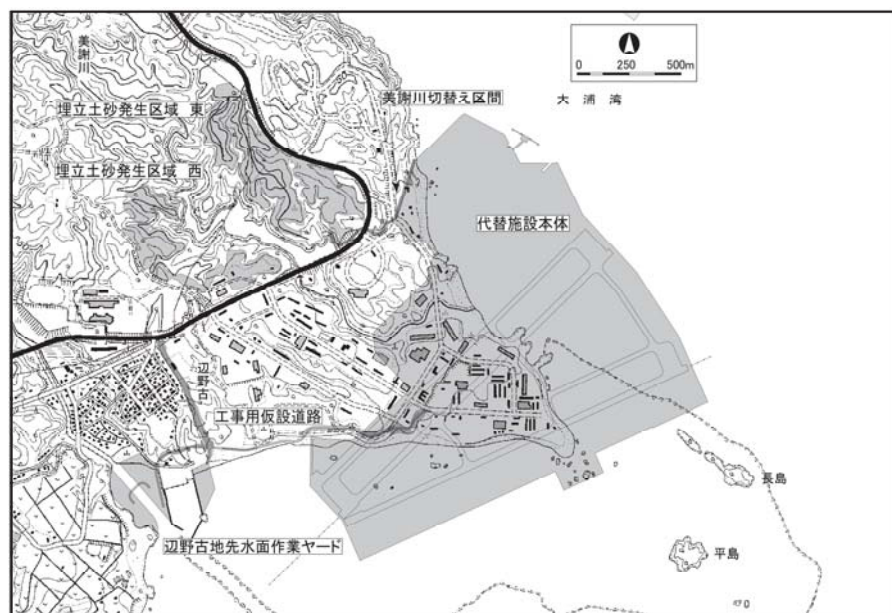 美謝川
0 250 500m
大浦湾
美謝川切替え区間
埋立土砂発生区域 東
埋立土砂発生区域 西
代替施設本体
辺野古
工事用仮設道路
長島
辺野古地先水面作業ヤード
平島